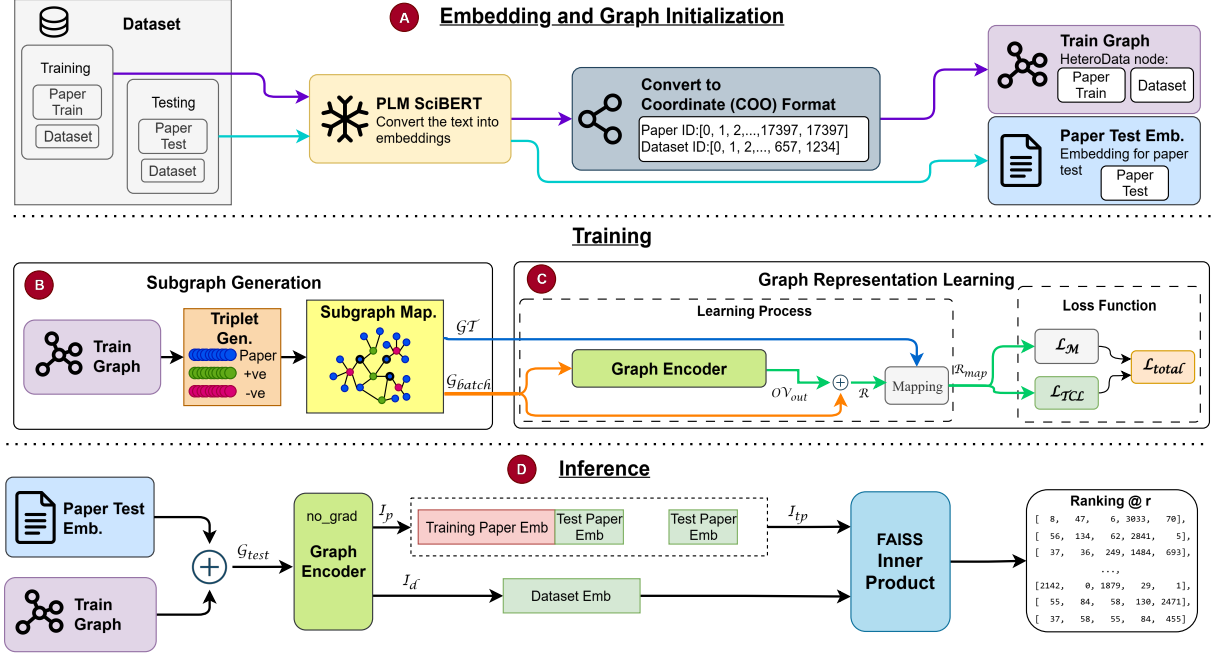 A
Embedding and Graph Initialization
Dataset
Training
Paper
Train
Dataset
Testing
Paper
Test
Dataset
PLM SciBERT
Convert the text into
embeddings
Convert to
Coordinate (COO) Format
Paper ID:[0, 1, 2,...,17397, 17397]
Dataset ID:[0, 1, 2,..., 657, 1234]
Train Graph
HeteroData node:
Paper
Train
Dataset
Paper Test Emb.
Embedding for paper
test
Paper
Test
Training
B
Subgraph Generation
Train
Graph
Triplet
Gen.
Paper
+ve
-ve
Subgraph Map.
𝒢𝒯
𝒢batch
C
Graph Representation Learning
Learning Process
Graph Encoder
OV_out
+
ℛ
Mapping
ℛmap
Loss Function
ℒ_M
ℒ_TCL
ℒ_total
D
Inference
Paper Test
Emb.
Train
Graph
+
𝒢test
no_grad
Graph
Encoder
I_p
Training Paper Emb
Test Paper
Emb
Test Paper
Emb
I_tp
I_d
Dataset Emb
FAISS
Inner
Product
Ranking @ r
[ 8, 47, 6, 3033, 70],
[ 56, 134, 62, 2841, 5],
[ 37, 36, 249, 1484, 693],
...,
[2142, 0, 1879, 29, 1],
[ 55, 84, 58, 130, 2471],
[ 37, 58, 55, 84, 455]